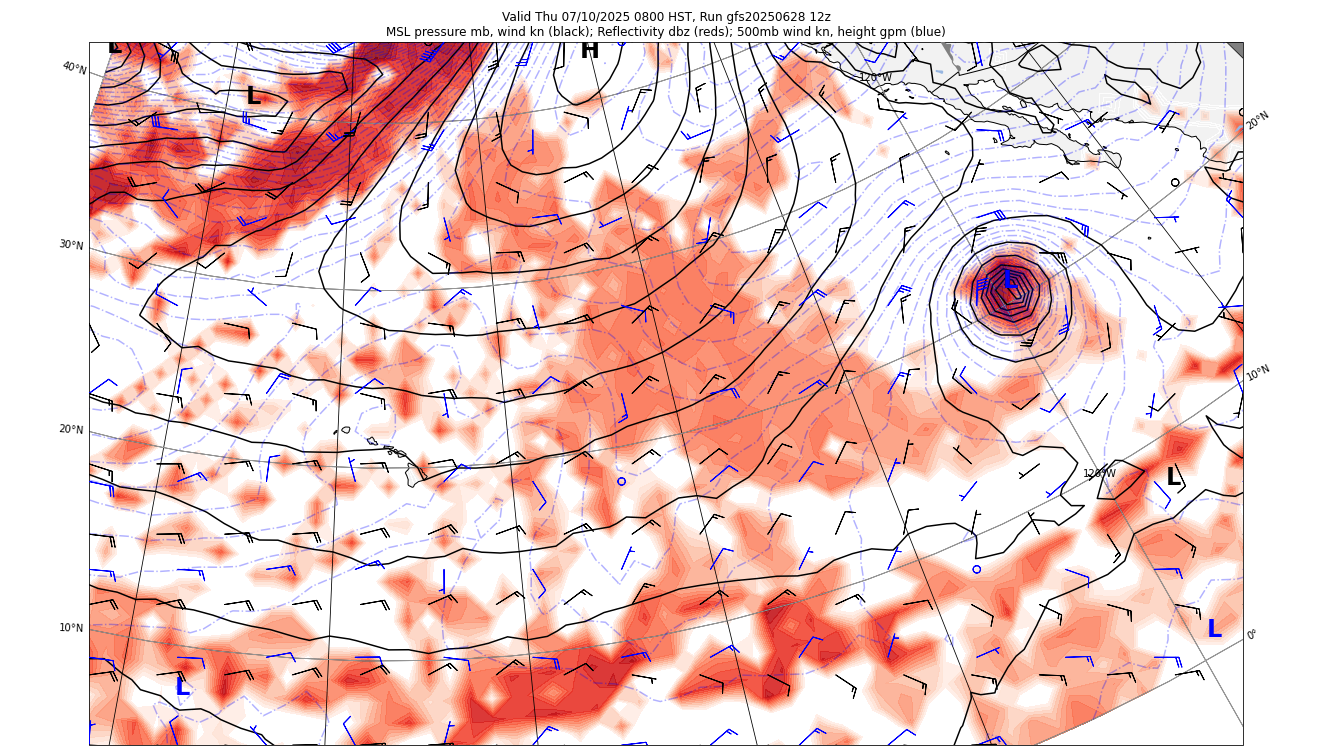 Valid Thu 07/10/2025 0800 HST, Run gfs20250628 12z
MSL pressure mb, wind kn (black); Reflectivity dbz (reds); 500mb wind kn, height gpm (blue)
L
H
40°N
120°W
L
20°N
30°N
L
10°N
20°N
120°W
L
10°N
L
0°
L